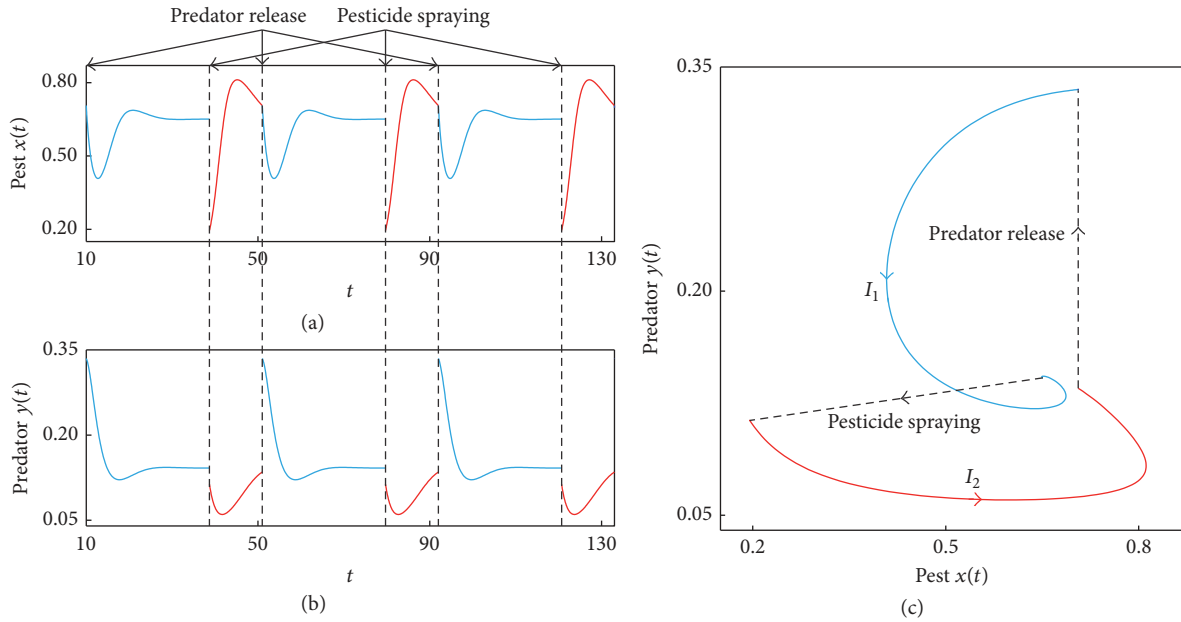 Predator release
Pesticide spraying
0.80
0.50
0.20
Pest x(t)
10
50
90
130
t
(a)
0.35
0.20
0.05
Predator y(t)
10
50
90
130
t
(b)
0.35
0.20
0.05
Predator y(t)
Predator release
I₁
Pesticide spraying
I₂
0.2
0.5
0.8
Pest x(t)
(c)